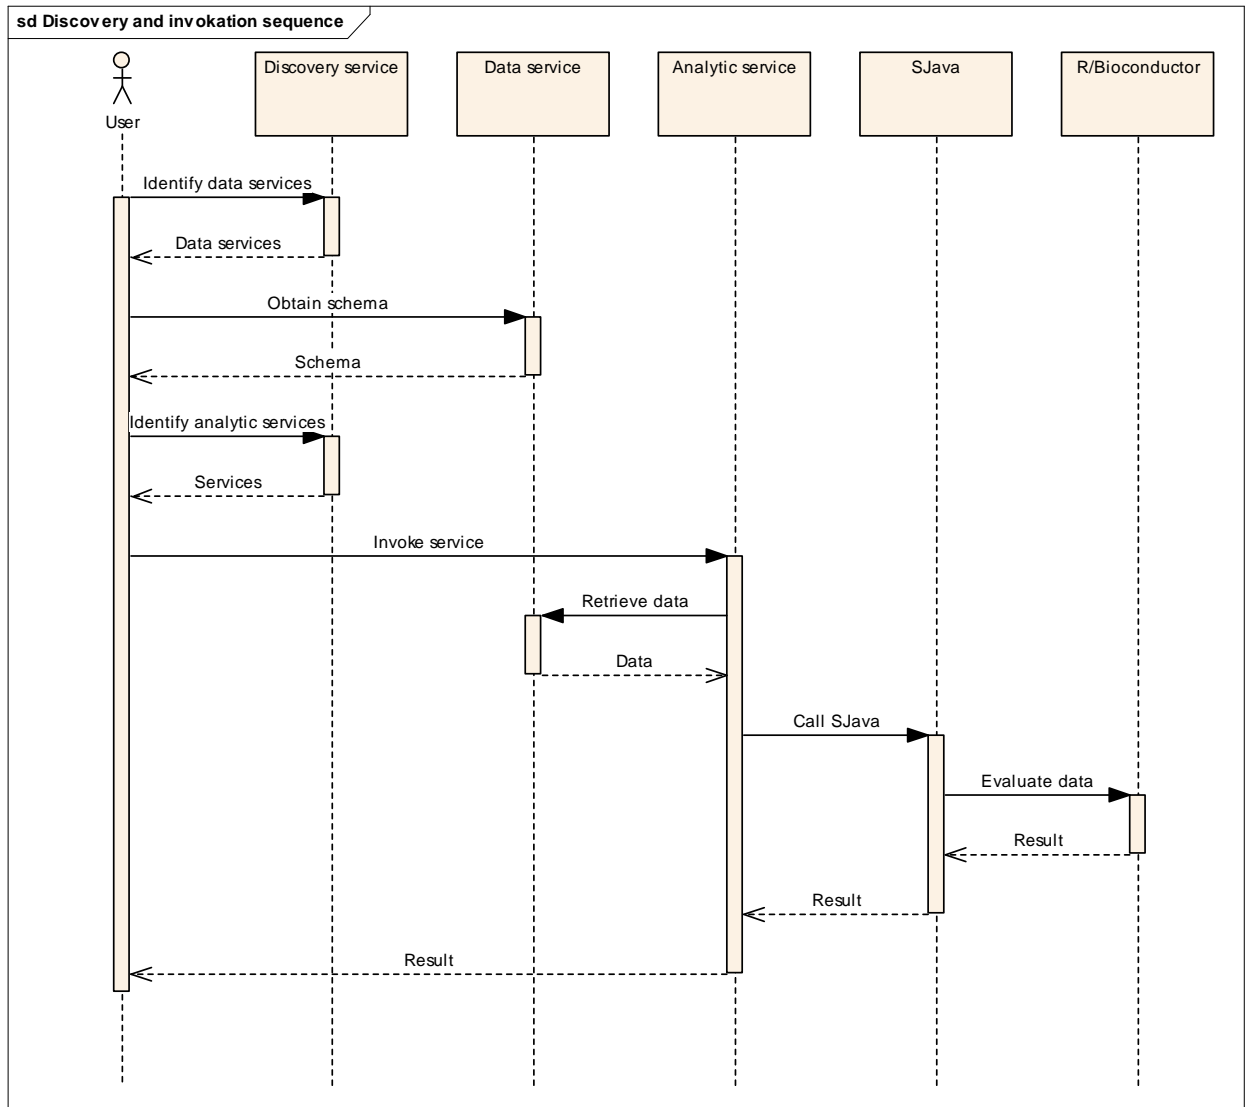 sd Discovery and invokation sequence
User
Discovery service
Data service
Analytic service
SJava
R/Bioconductor
Identify data services
Data services
Obtain schema
Schema
Identify analytic services
Services
Invoke service
Retrieve data
Data
Call SJava
Evaluate data
Result
Result
Result